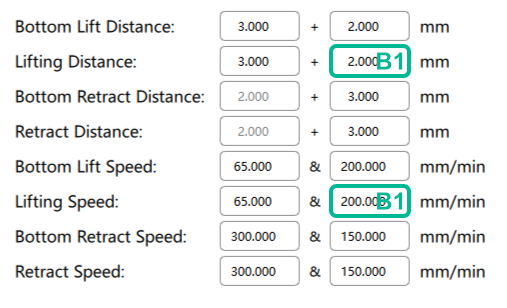 Bottom Lift Distance: 3.000 + 2.000 mm
Lifting Distance: 3.000 + 2.000 B1 mm
Bottom Retract Distance: 2.000 + 3.000 mm
Retract Distance: 2.000 + 3.000 mm
Bottom Lift Speed: 65.000 & 200.000 mm/min
Lifting Speed: 65.000 & 200.000 B1 mm/min
Bottom Retract Speed: 300.000 & 150.000 mm/min
Retract Speed: 300.000 & 150.000 mm/min